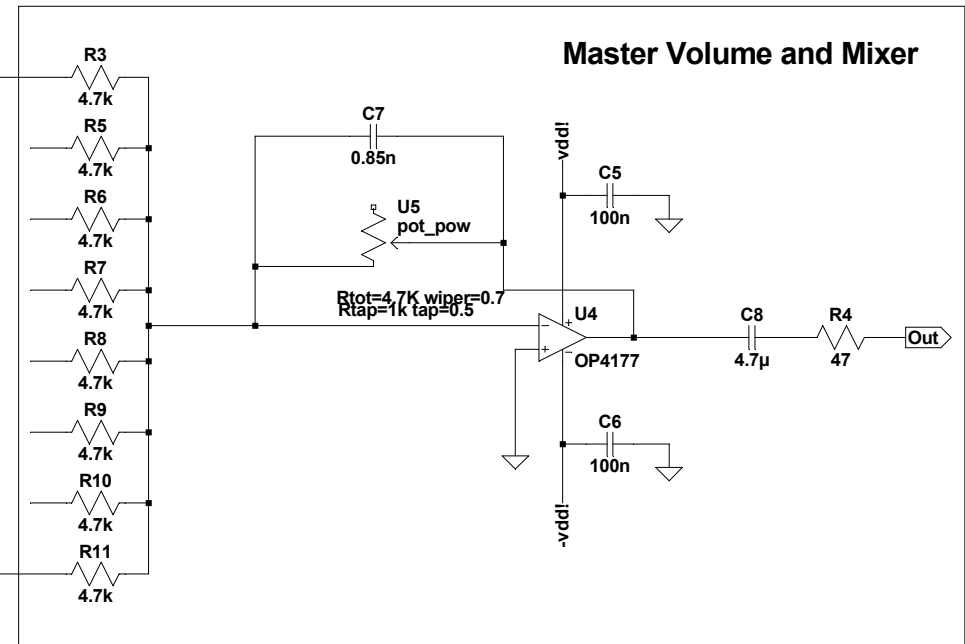 Master Volume and Mixer
R3
4.7k
R5
4.7k
R6
4.7k
R7
4.7k
R8
4.7k
R9
4.7k
R10
4.7k
R11
4.7k
C7
0.85n
U5
pot_pow
Rtot=4.7K wiper=0.7
Rtap=1k tap=0.5
vdd!
C5
100n
U4
OP4177
C6
100n
-vdd!
C8
4.7µ
R4
47
Out